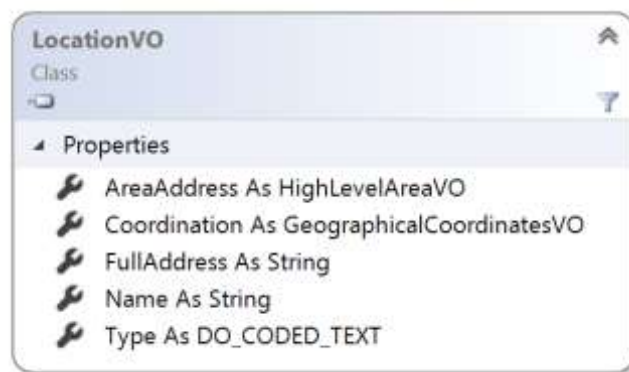 LocationVO
Class
Properties
AreaAddress As HighLevelAreaVO
Coordination As GeographicalCoordinatesVO
FullAddress As String
Name As String
Type As DO_CODED_TEXT